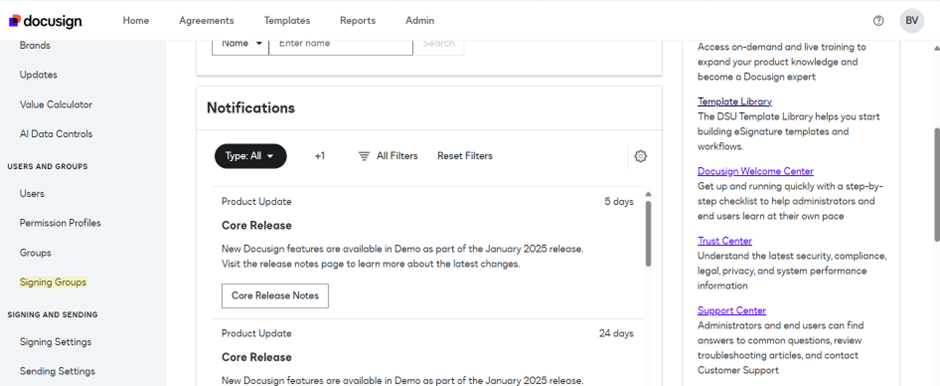 docusign
Home
Agreements
Templates
Reports
Admin
BV
Brands
Updates
Value Calculator
AI Data Controls
USERS AND GROUPS
Users
Permission Profiles
Groups
Signing Groups
SIGNING AND SENDING
Signing Settings
Sending Settings
Name
Enter name
Search
Notifications
Type: All
+1
All Filters
Reset Filters
Product Update
5 days
Core Release
New Docusign features are available in Demo as part of the January 2025 release.
Visit the release notes page to learn more about the latest changes.
Core Release Notes
Product Update
24 days
Core Release
New Docusign features are available in Demo as part of the January 2025 release.
Access on-demand and live training to
expand your product knowledge and
become a Docusign expert
Template Library
The DSU Template Library helps you start
building eSignature templates and
workflows.
Docusign Welcome Center
Get up and running quickly with a step-
by-step checklist to help administrators and
end users learn at their own pace
Trust Center
Understand the latest security, compliance,
legal, privacy, and system performance
information
Support Center
Administrators and end users can find
answers to common questions, review
troubleshooting articles, and contact
Customer Support